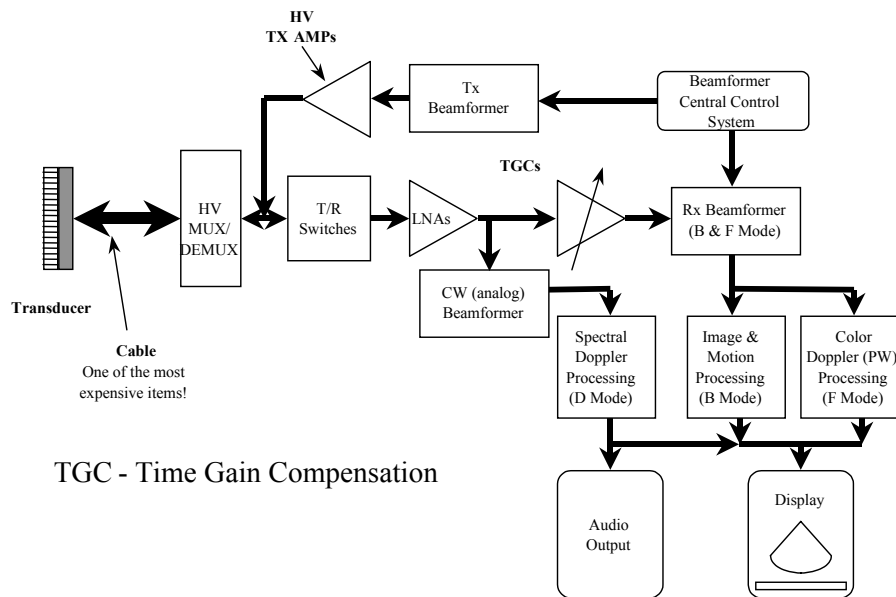 HV
TX AMPs
Tx
Beamformer
Beamformer
Central Control
System
TGCs
HV
MUX/
DEMUX
T/R
Switches
LNAs
Rx Beamformer
(B & F Mode)
CW (analog)
Beamformer
Transducer
Cable
One of the most
expensive items!
Spectral
Doppler
Processing
(D Mode)
Image &
Motion
Processing
(B Mode)
Color
Doppler (PW)
Processing
(F Mode)
TGC - Time Gain Compensation
Audio
Output
Display